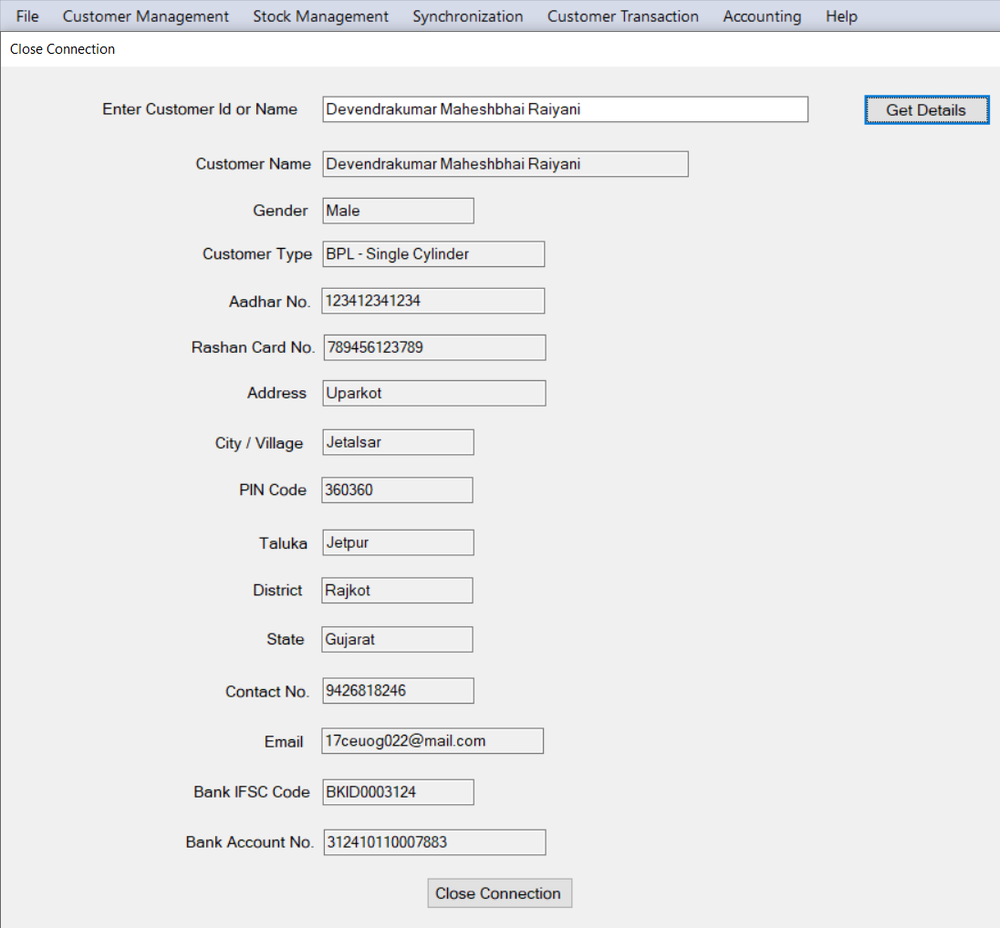 File Customer Management Stock Management Synchronization Customer Transaction Accounting Help
Close Connection
Enter Customer Id or Name Devendrakumar Maheshbhai Raiyani Get Details
Customer Name Devendrakumar Maheshbhai Raiyani
Gender Male
Customer Type BPL - Single Cylinder
Aadhar No. 123412341234
Rashan Card No. 789456123789
Address Uparkot
City / Village Jetalsar
PIN Code 360360
Taluka Jetpur
District Rajkot
State Gujarat
Contact No. 9426818246
Email 17ceuog022@mail.com
Bank IFSC Code BKID0003124
Bank Account No. 312410110007883
Close Connection